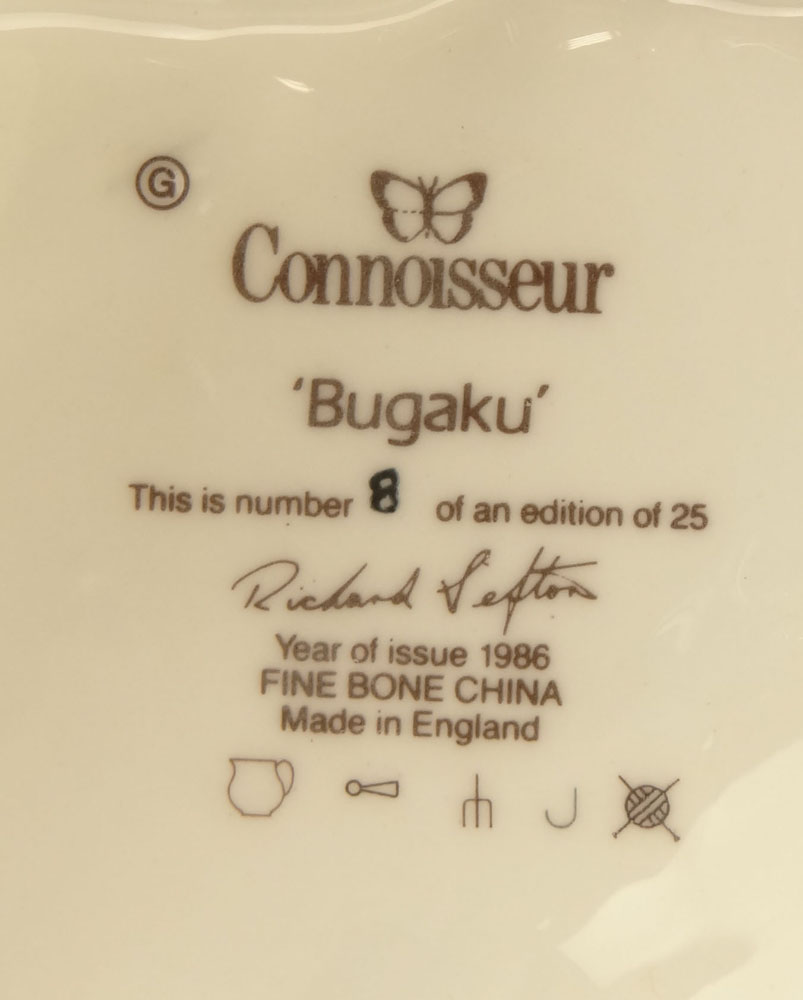 G
Connoisseur
'Bugaku'
This is number 8 of an edition of 25
Richard Sefton
Year of issue 1986
FINE BONE CHINA
Made in England